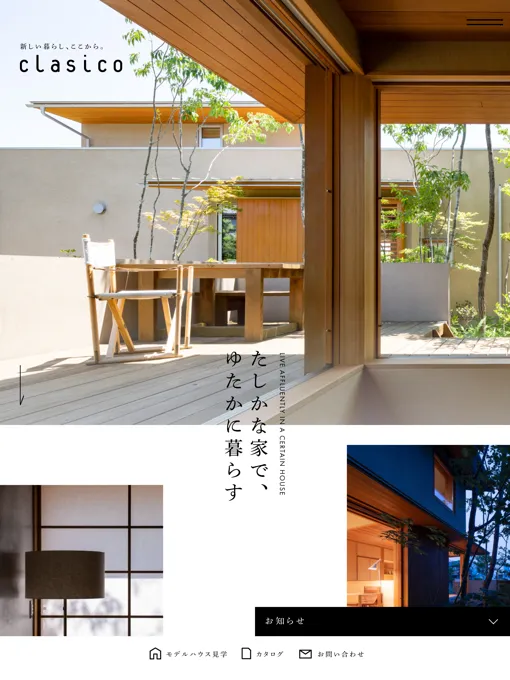 新しい暮らし、ここから。
clasico
たしかな家で、
ゆたかに暮らす
LIVE AFFLUENTLY IN A CERTAIN HOUSE
お知らせ
モデルハウス見学
カタログ
お問い合わせ